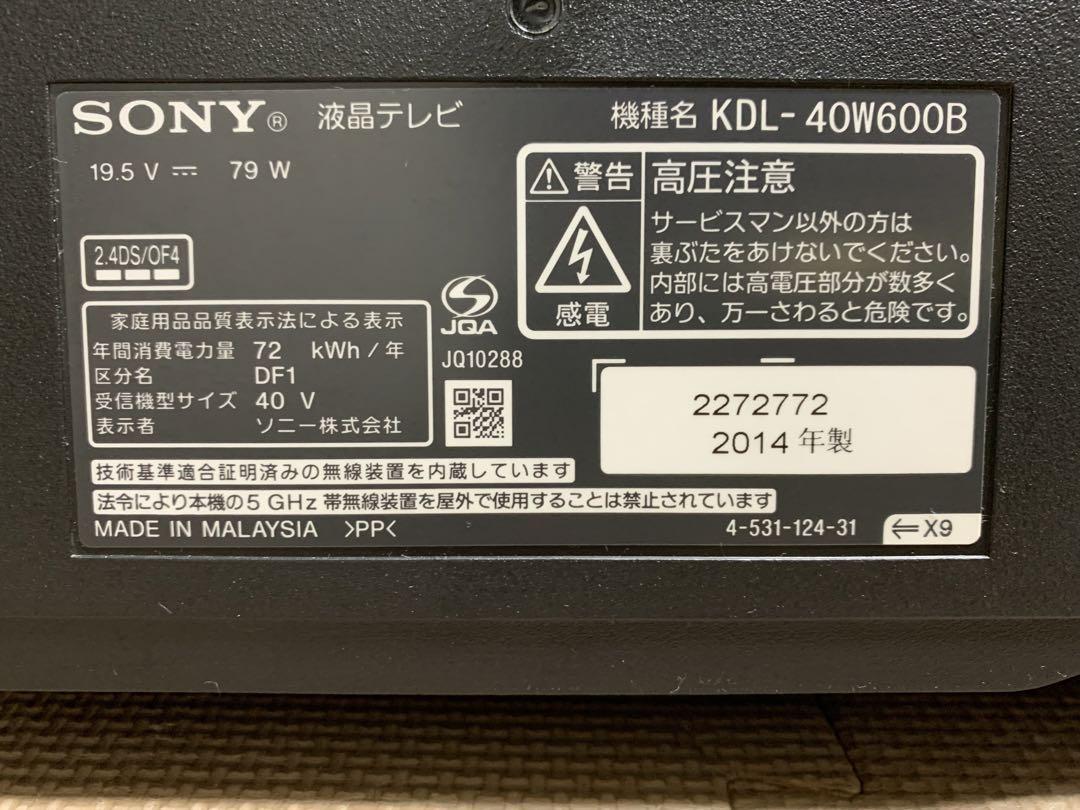 SONY® 液晶テレビ
機種名 KDL- 40W600B
19.5 V ⎓ 79 W
警告
高圧注意
サービスマン以外の方は
裏ぶたをあけないでください。
内部には高電圧部分が数多く
あり、万一さわると危険です。
感電
2.4DS/OF4
家庭用品品質表示法による表示
年間消費電力量 72 kWh / 年
区分名 DF1
受信機型サイズ 40 V
表示者 ソニー株式会社
JQA
JQ10288
2272772
2014 年製
技術基準適合証明済みの無線装置を内蔵しています
法令により本機の5 GHz 帯無線装置を屋外で使用することは禁止されています
MADE IN MALAYSIA >PP<
4-531-124-31
⇐X9